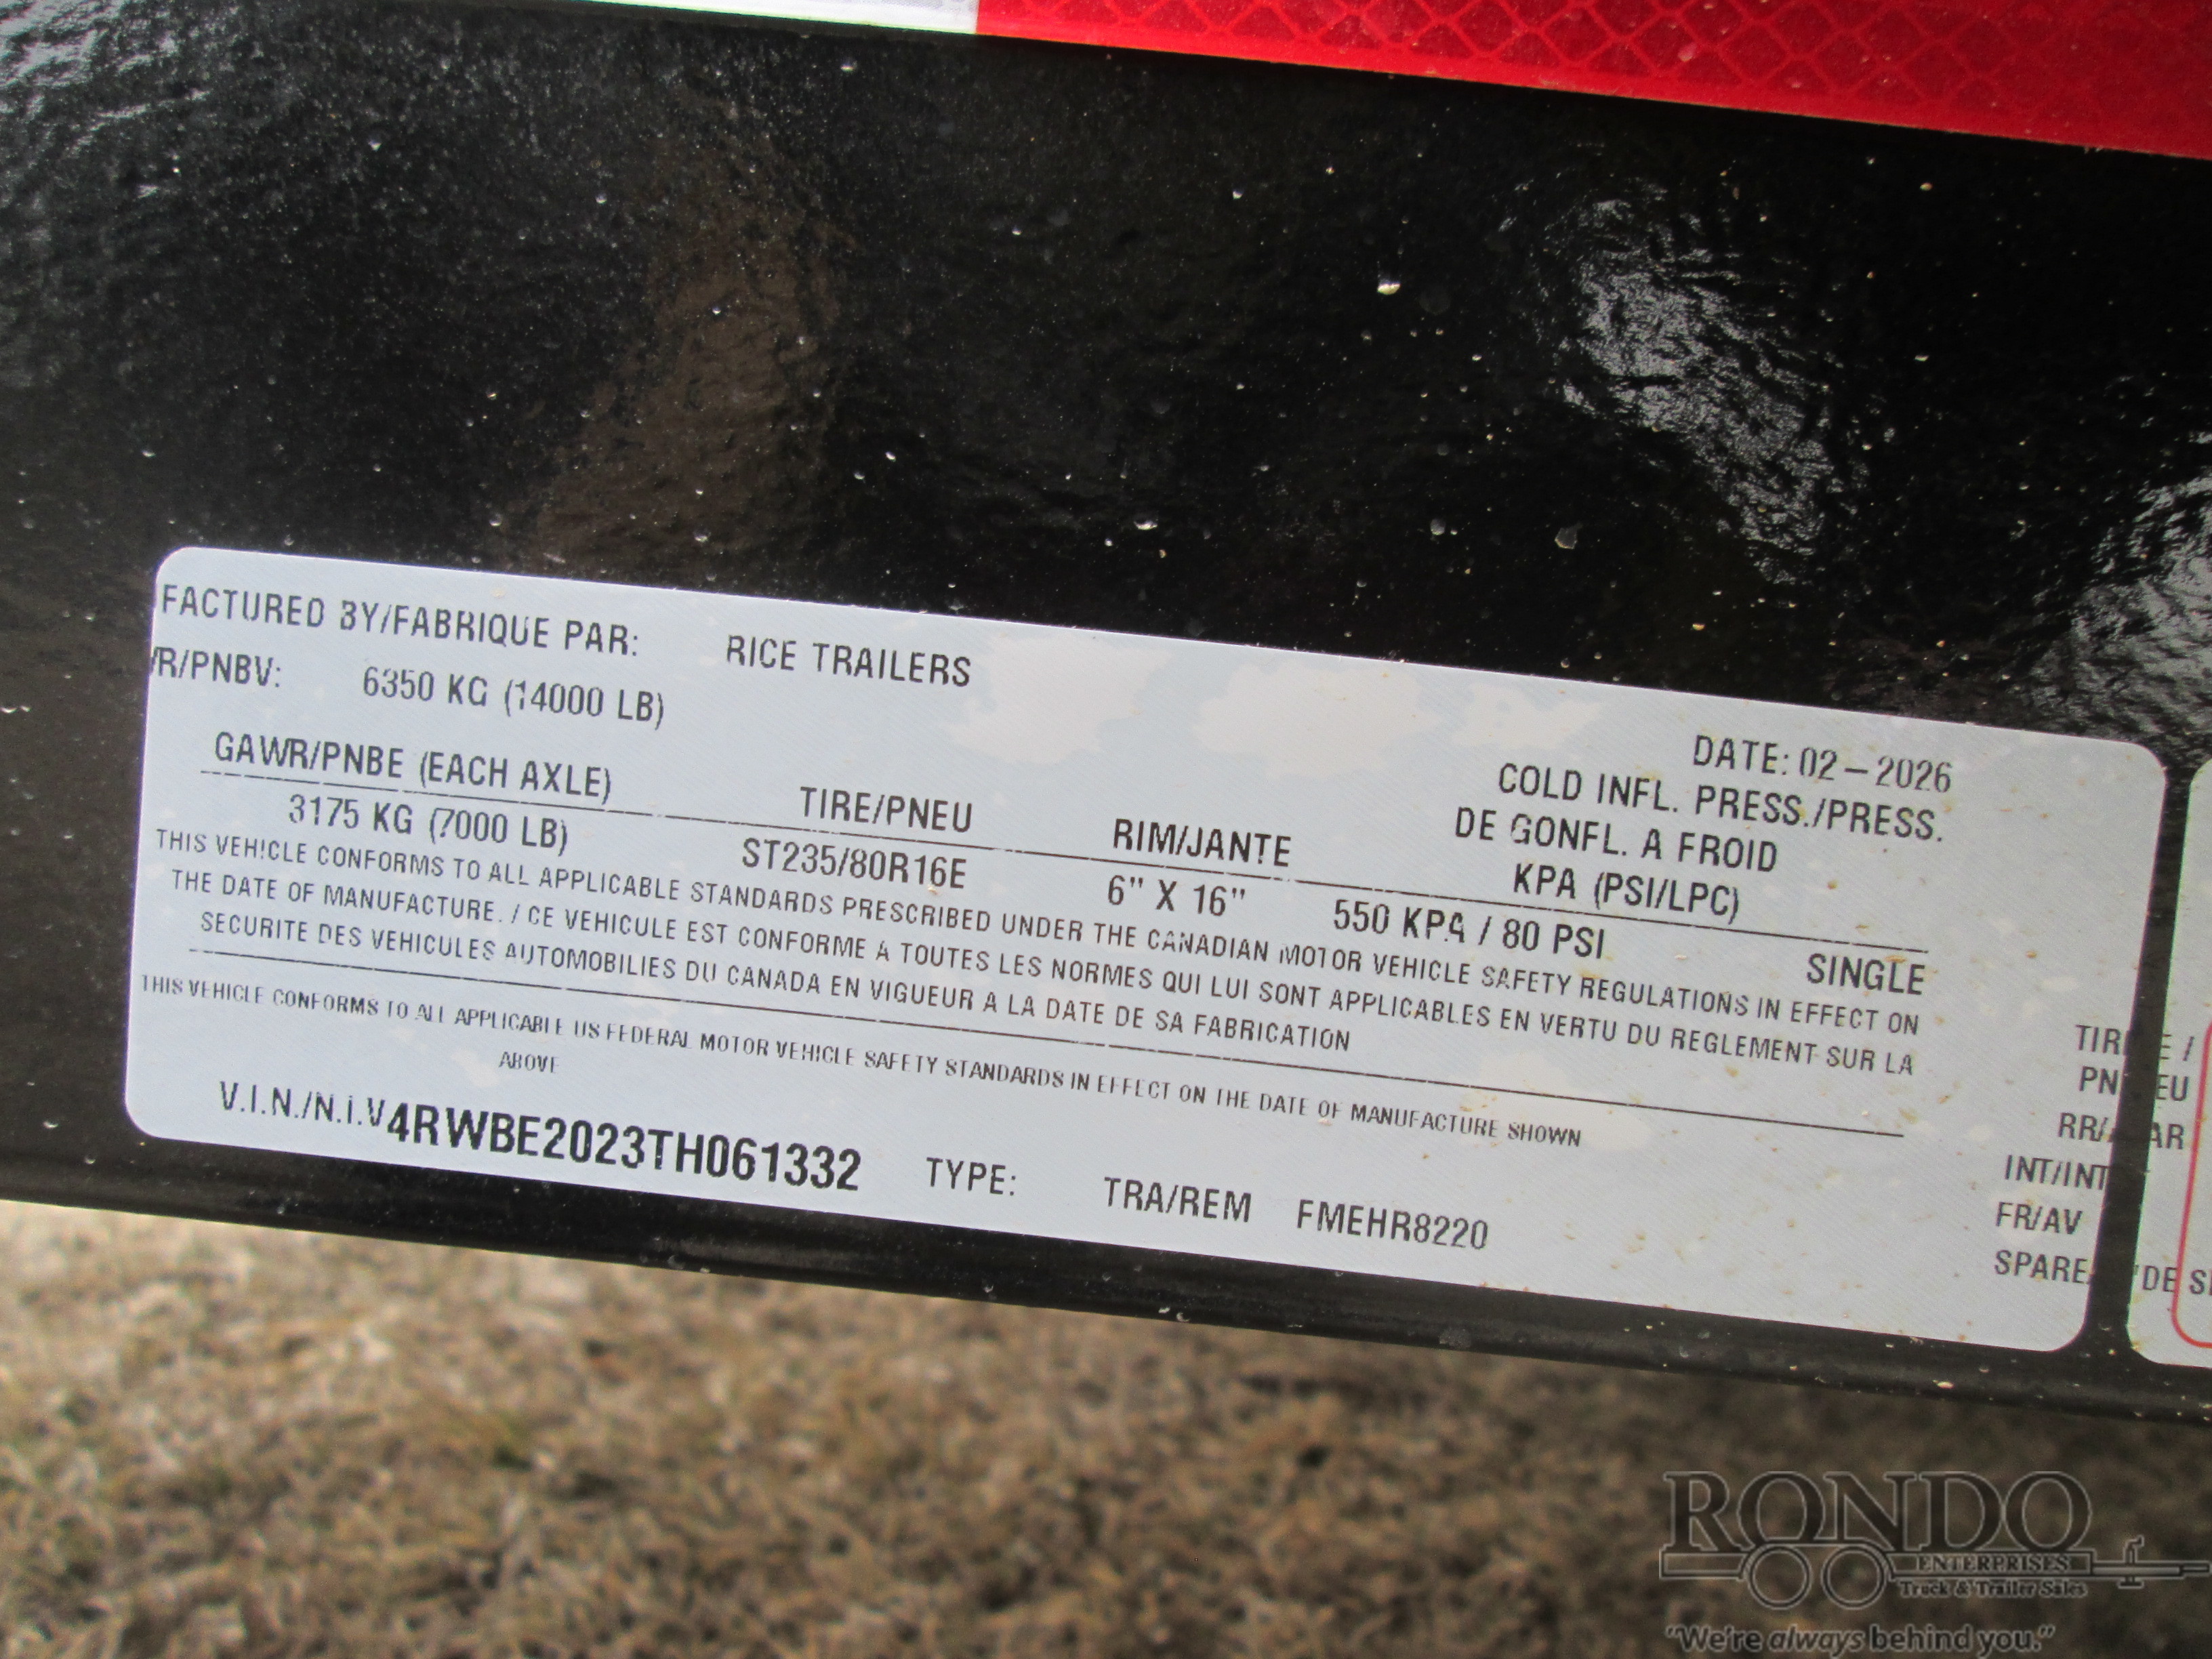 FACTURED BY/FABRIQUE PAR: RICE TRAILERS
VR/PNBV: 6350 KG (14000 LB)
DATE: 02-2026
GAWR/PNBE (EACH AXLE) TIRE/PNEU RIM/JANTE COLD INFL. PRESS./PRESS.
DE GONFL. A FROID
KPA (PSI/LPC)
3175 KG (7000 LB) ST235/80R16E 6" X 16" 550 KPA / 80 PSI SINGLE
THIS VEHICLE CONFORMS TO ALL APPLICABLE STANDARDS PRESCRIBED UNDER THE CANADIAN MOTOR VEHICLE SAFETY REGULATIONS IN EFFECT ON
THE DATE OF MANUFACTURE. / CE VEHICULE EST CONFORME A TOUTES LES NORMES QUI LUI SONT APPLICABLES EN VERTU DU REGLEMENT SUR LA
SECURITE DES VEHICULES AUTOMOBILIES DU CANADA EN VIGUEUR A LA DATE DE SA FABRICATION
THIS VEHICLE CONFORMS TO ALL APPLICABLE US FEDERAL MOTOR VEHICLE SAFETY STANDARDS IN EFFECT ON THE DATE OF MANUFACTURE SHOWN
ABOVE
V.I.N./N.I.V 4RWBE2023TH061332 TYPE: TRA/REM FMEHR8220
TIRE /
PNEU
RR/AR
INT/INT
FR/AV
SPARE/ DE
RONDO
ENTERPRISES
Truck & Trailer Sales
"We're always behind you."